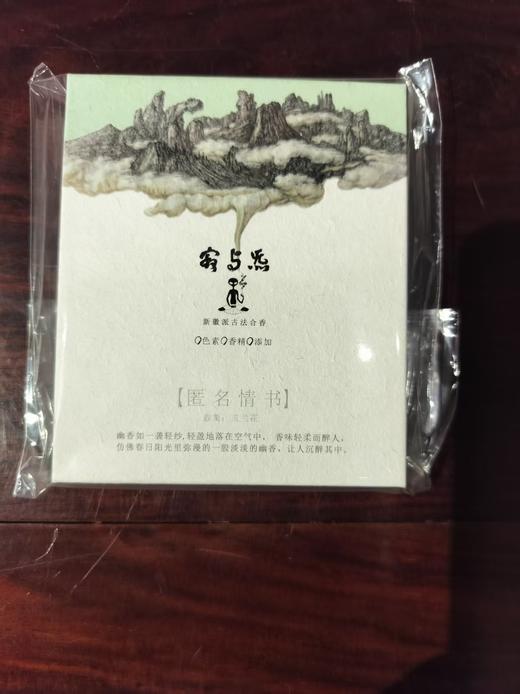 新徽派古法合香
0色素0香精0添加
【匿名情书】
幽香如一袭轻纱,轻盈地落在空气中, 香味轻柔而醉人,
仿佛春日阳光里弥漫的一股淡淡的幽香, 让人沉醉其中。